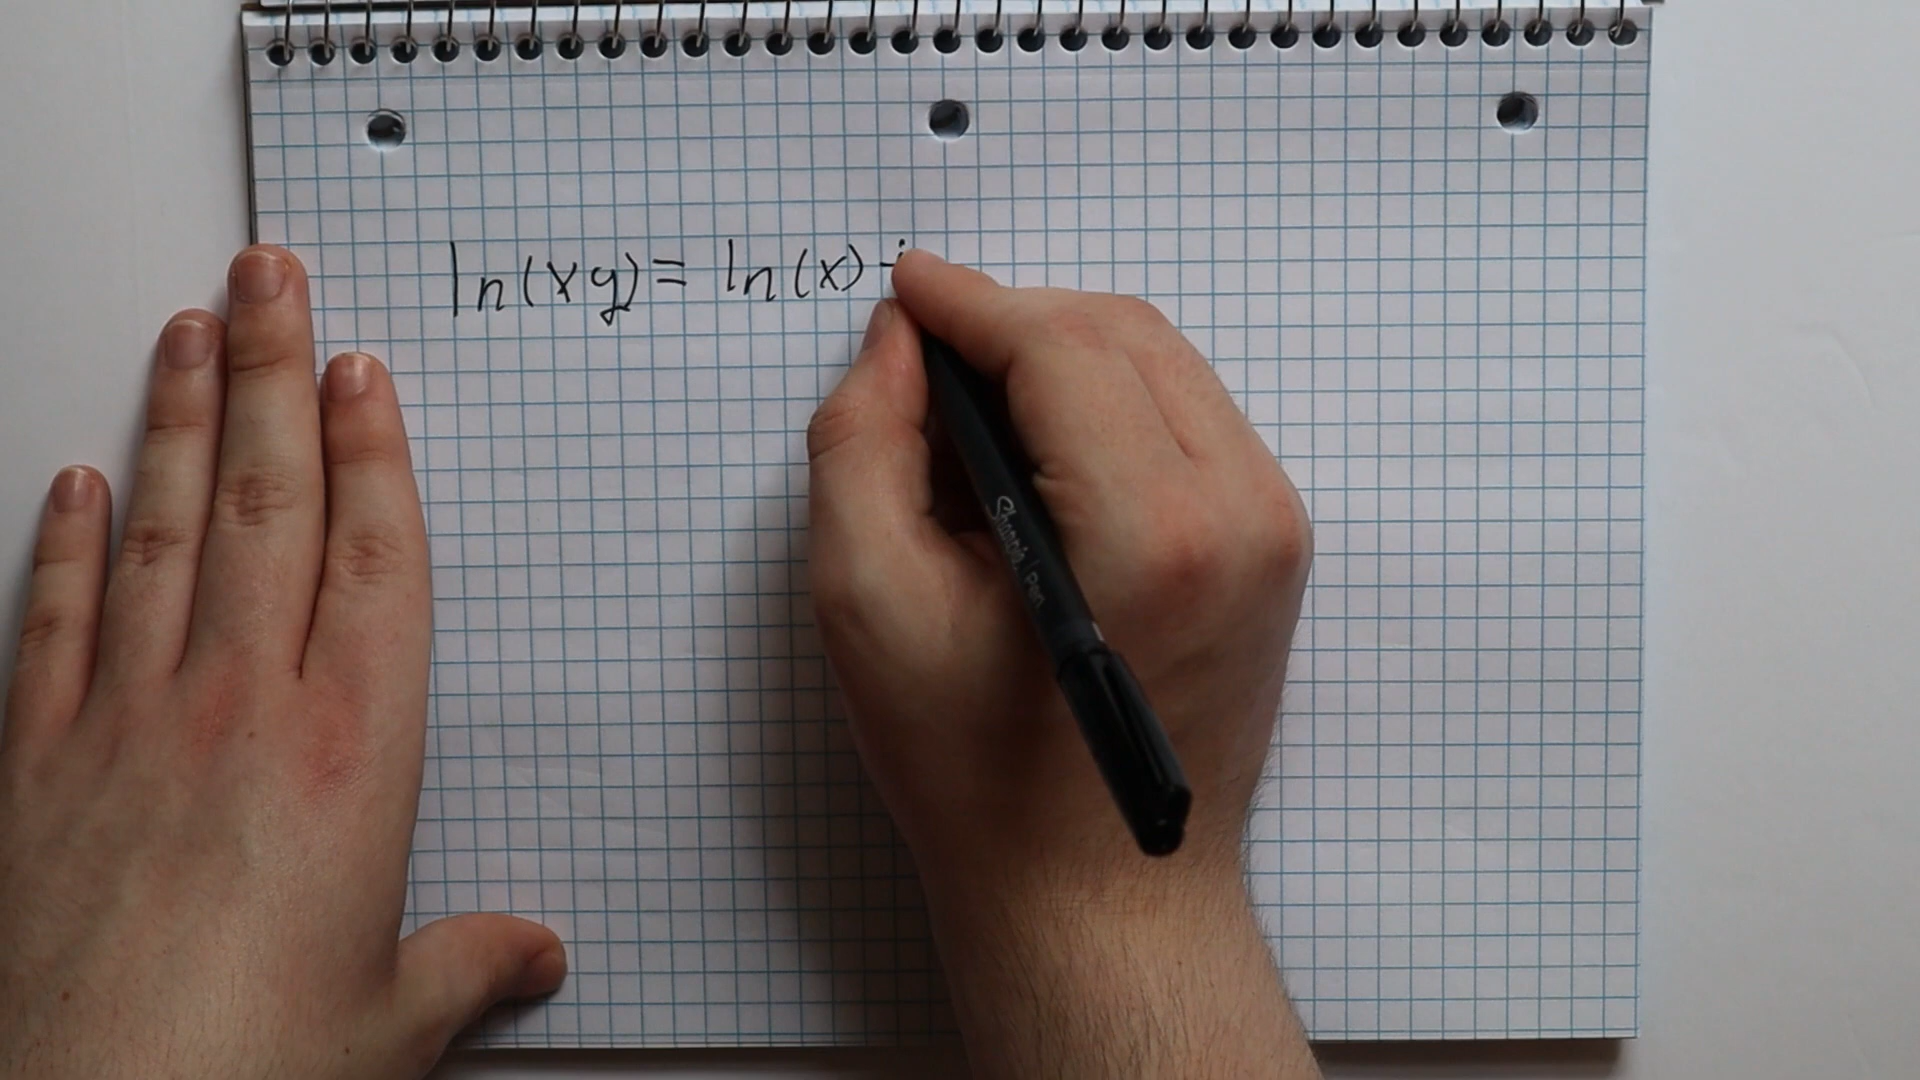 ln(xy) = ln(x) +
Sharpie Pen